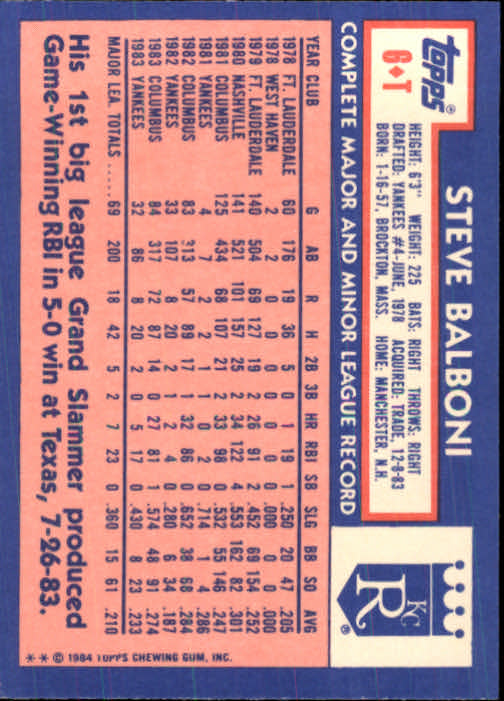 topps®
6♦T
STEVE BALBONI
HEIGHT: 6'3" WEIGHT: 225 BATS: RIGHT THROWS: RIGHT
DRAFTED: YANKEES #4-JUNE, 1978 ACQUIRED: TRADE, 12-8-83
BORN: 1-16-57, BROCKTON, MASS. HOME: MANCHESTER, N.H.
KC
R®
COMPLETE MAJOR AND MINOR LEAGUE RECORD
YEAR CLUB G AB R H 2B 3B HR RBI SB SLG BB SO AVG
1978 FT. LAUDERDALE 60 176 19 36 5 0 1 19 1 .250 20 47 .205
1978 WEST HAVEN 2 2 0 0 0 0 0 0 0 .000 0 0 .000
1979 FT. LAUDERDALE 140 504 69 127 19 2 26 91 2 .452 69 154 .252
1980 NASHVILLE 141 521 101 157 25 2 34 122 4 .553 162 82 .301
1981 COLUMBUS 125 434 68 107 21 2 33 98 0 .532 55 146 .247
1981 YANKEES 4 7 2 2 1 1 0 2 0 .714 1 4 .286
1982 COLUMBUS 83 313 57 89 17 1 32 86 0 .652 38 68 .284
1982 YANKEES 33 107 8 20 2 1 2 4 0 .280 6 34 .187
1983 COLUMBUS 84 317 72 87 14 0 27 81 1 .574 48 91 .274
1983 YANKEES 32 86 8 20 2 0 5 17 0 .430 8 23 .233
MAJOR LEA. TOTALS ..... 69 200 18 42 5 2 7 23 0 .360 15 61 .210
His 1st big league Grand Slammer produced
Game-Winning RBI in 5-0 win at Texas, 7-26-83.
** © 1984 TOPPS CHEWING GUM, INC.